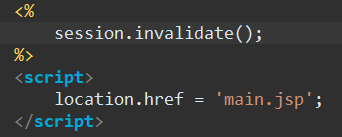 <%
    session.invalidate();
%>
<script>
    location.href = 'main.jsp';
</script>